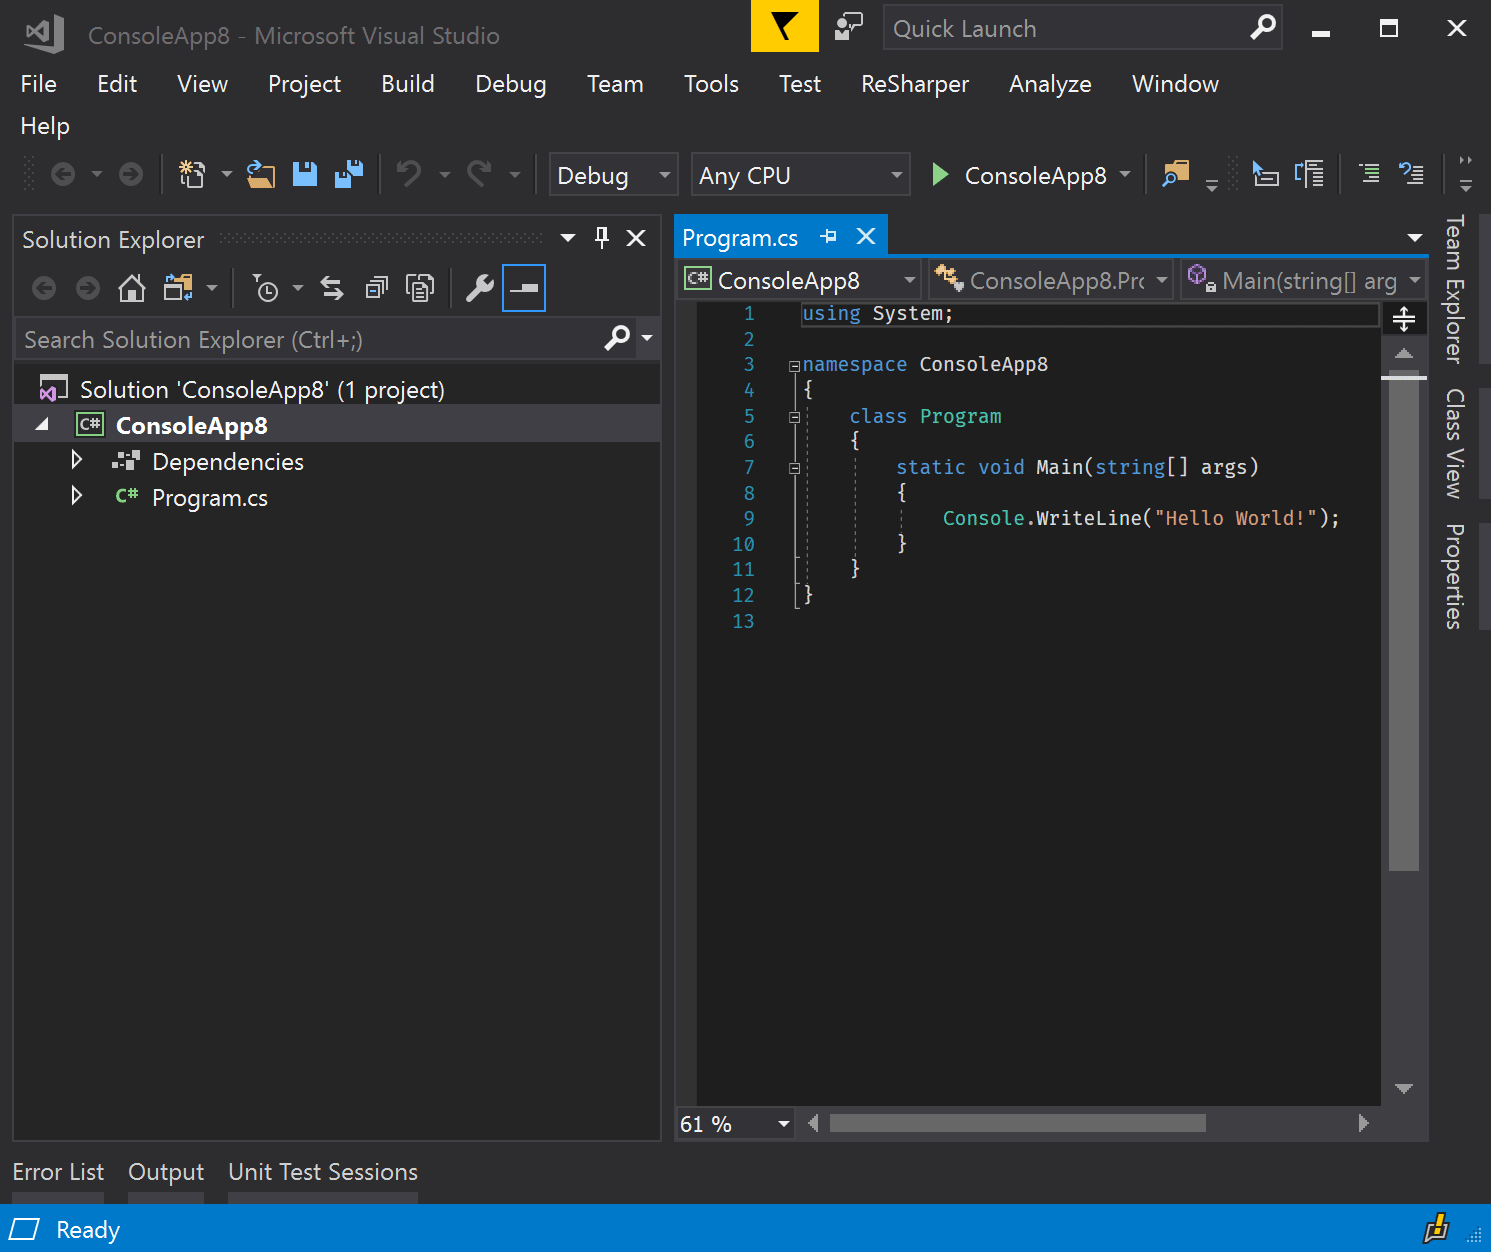 ConsoleApp8 - Microsoft Visual Studio
Quick Launch
File Edit View Project Build Debug Team Tools Test ReSharper Analyze Window
Help
Debug Any CPU ConsoleApp8
Solution Explorer
Search Solution Explorer (Ctrl+;)
Solution 'ConsoleApp8' (1 project)
C# ConsoleApp8
Dependencies
C# Program.cs
Program.cs
C# ConsoleApp8 ConsoleApp8.Prc Main(string[] arg
1 using System;
2
3 namespace ConsoleApp8
4 {
5 class Program
6 {
7 static void Main(string[] args)
8 {
9 Console.WriteLine("Hello World!");
10 }
11 }
12 }
13
61 %
Team Explorer
Class View
Properties
Error List Output Unit Test Sessions
Ready